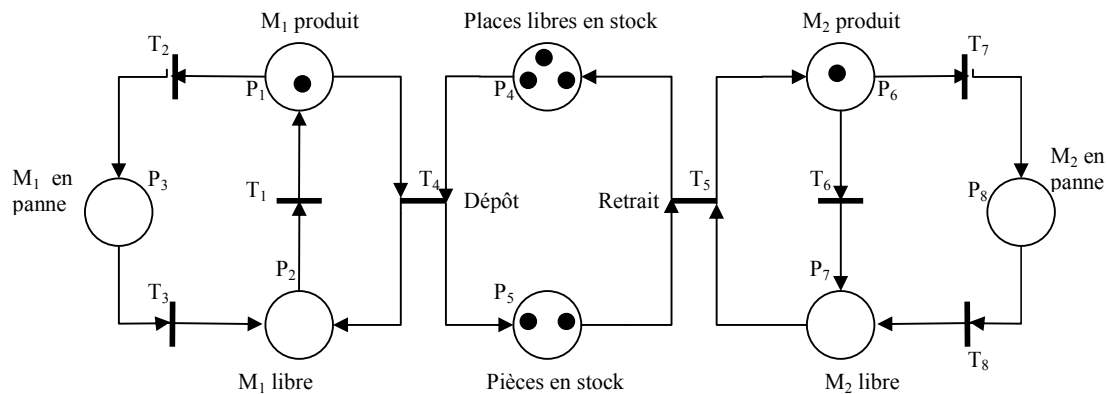 M₁ produit
Places libres en stock
M₂ produit
T₂
T₇
P₁
P₄
P₆
M₁ en
panne
P₃
T₁
T₄
Dépôt
Retrait
T₅
T₆
P₈
M₂ en
panne
T₃
P₂
P₅
P₇
T₈
M₁ libre
Pièces en stock
M₂ libre